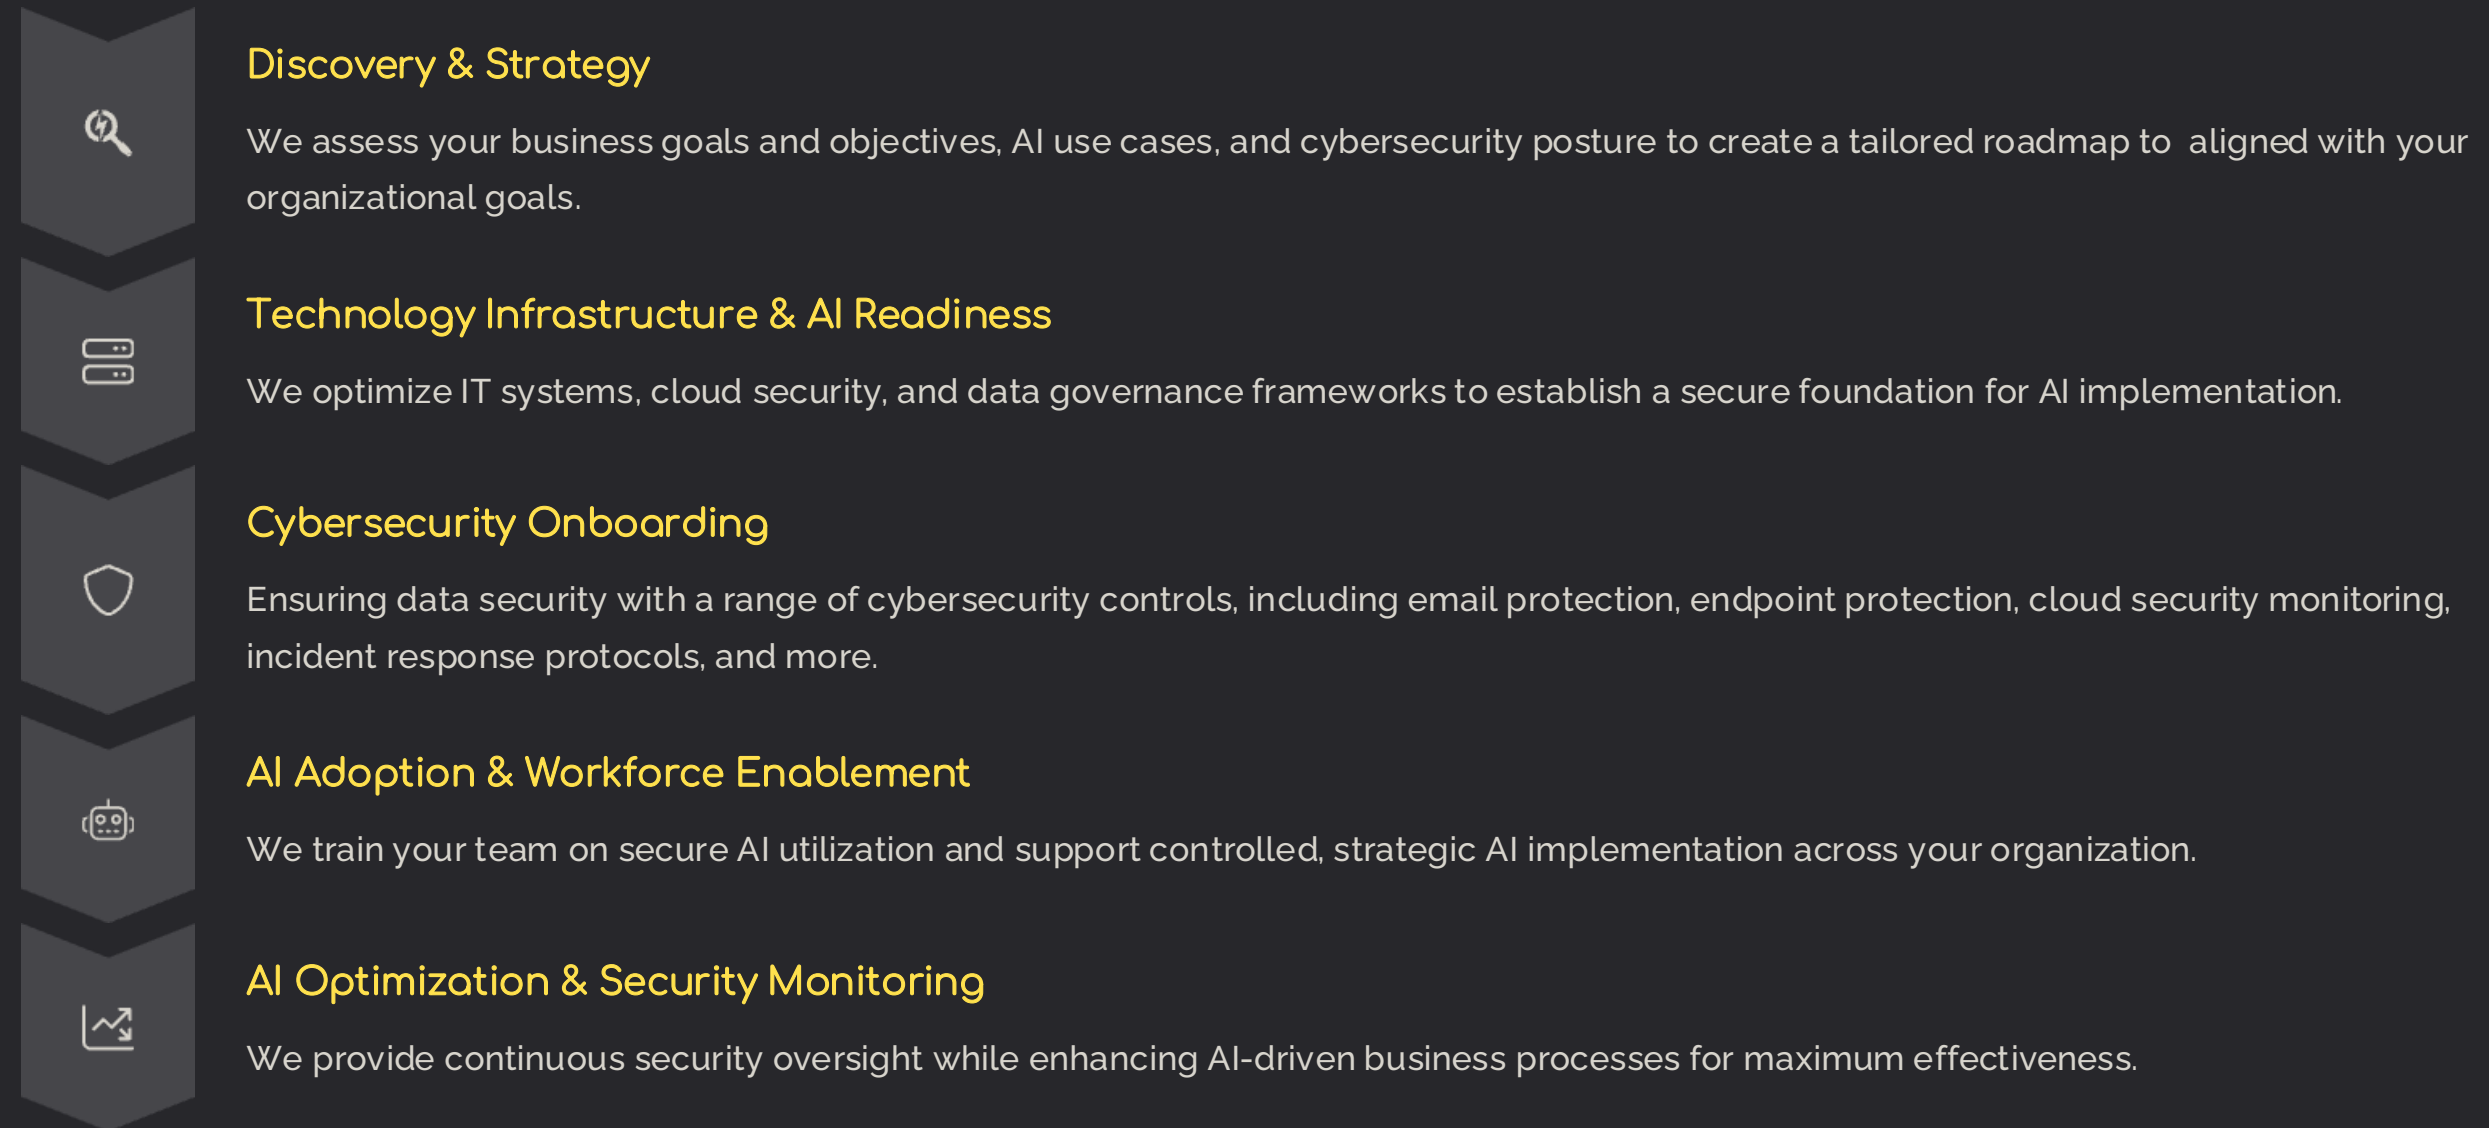 Discovery & Strategy
We assess your business goals and objectives, AI use cases, and cybersecurity posture to create a tailored roadmap to  aligned with your
organizational goals.
Technology Infrastructure & AI Readiness
We optimize IT systems, cloud security, and data governance frameworks to establish a secure foundation for AI implementation.
Cybersecurity Onboarding
Ensuring data security with a range of cybersecurity controls, including email protection, endpoint protection, cloud security monitoring,
incident response protocols, and more.
AI Adoption & Workforce Enablement
We train your team on secure AI utilization and support controlled, strategic AI implementation across your organization.
AI Optimization & Security Monitoring
We provide continuous security oversight while enhancing AI-driven business processes for maximum effectiveness.